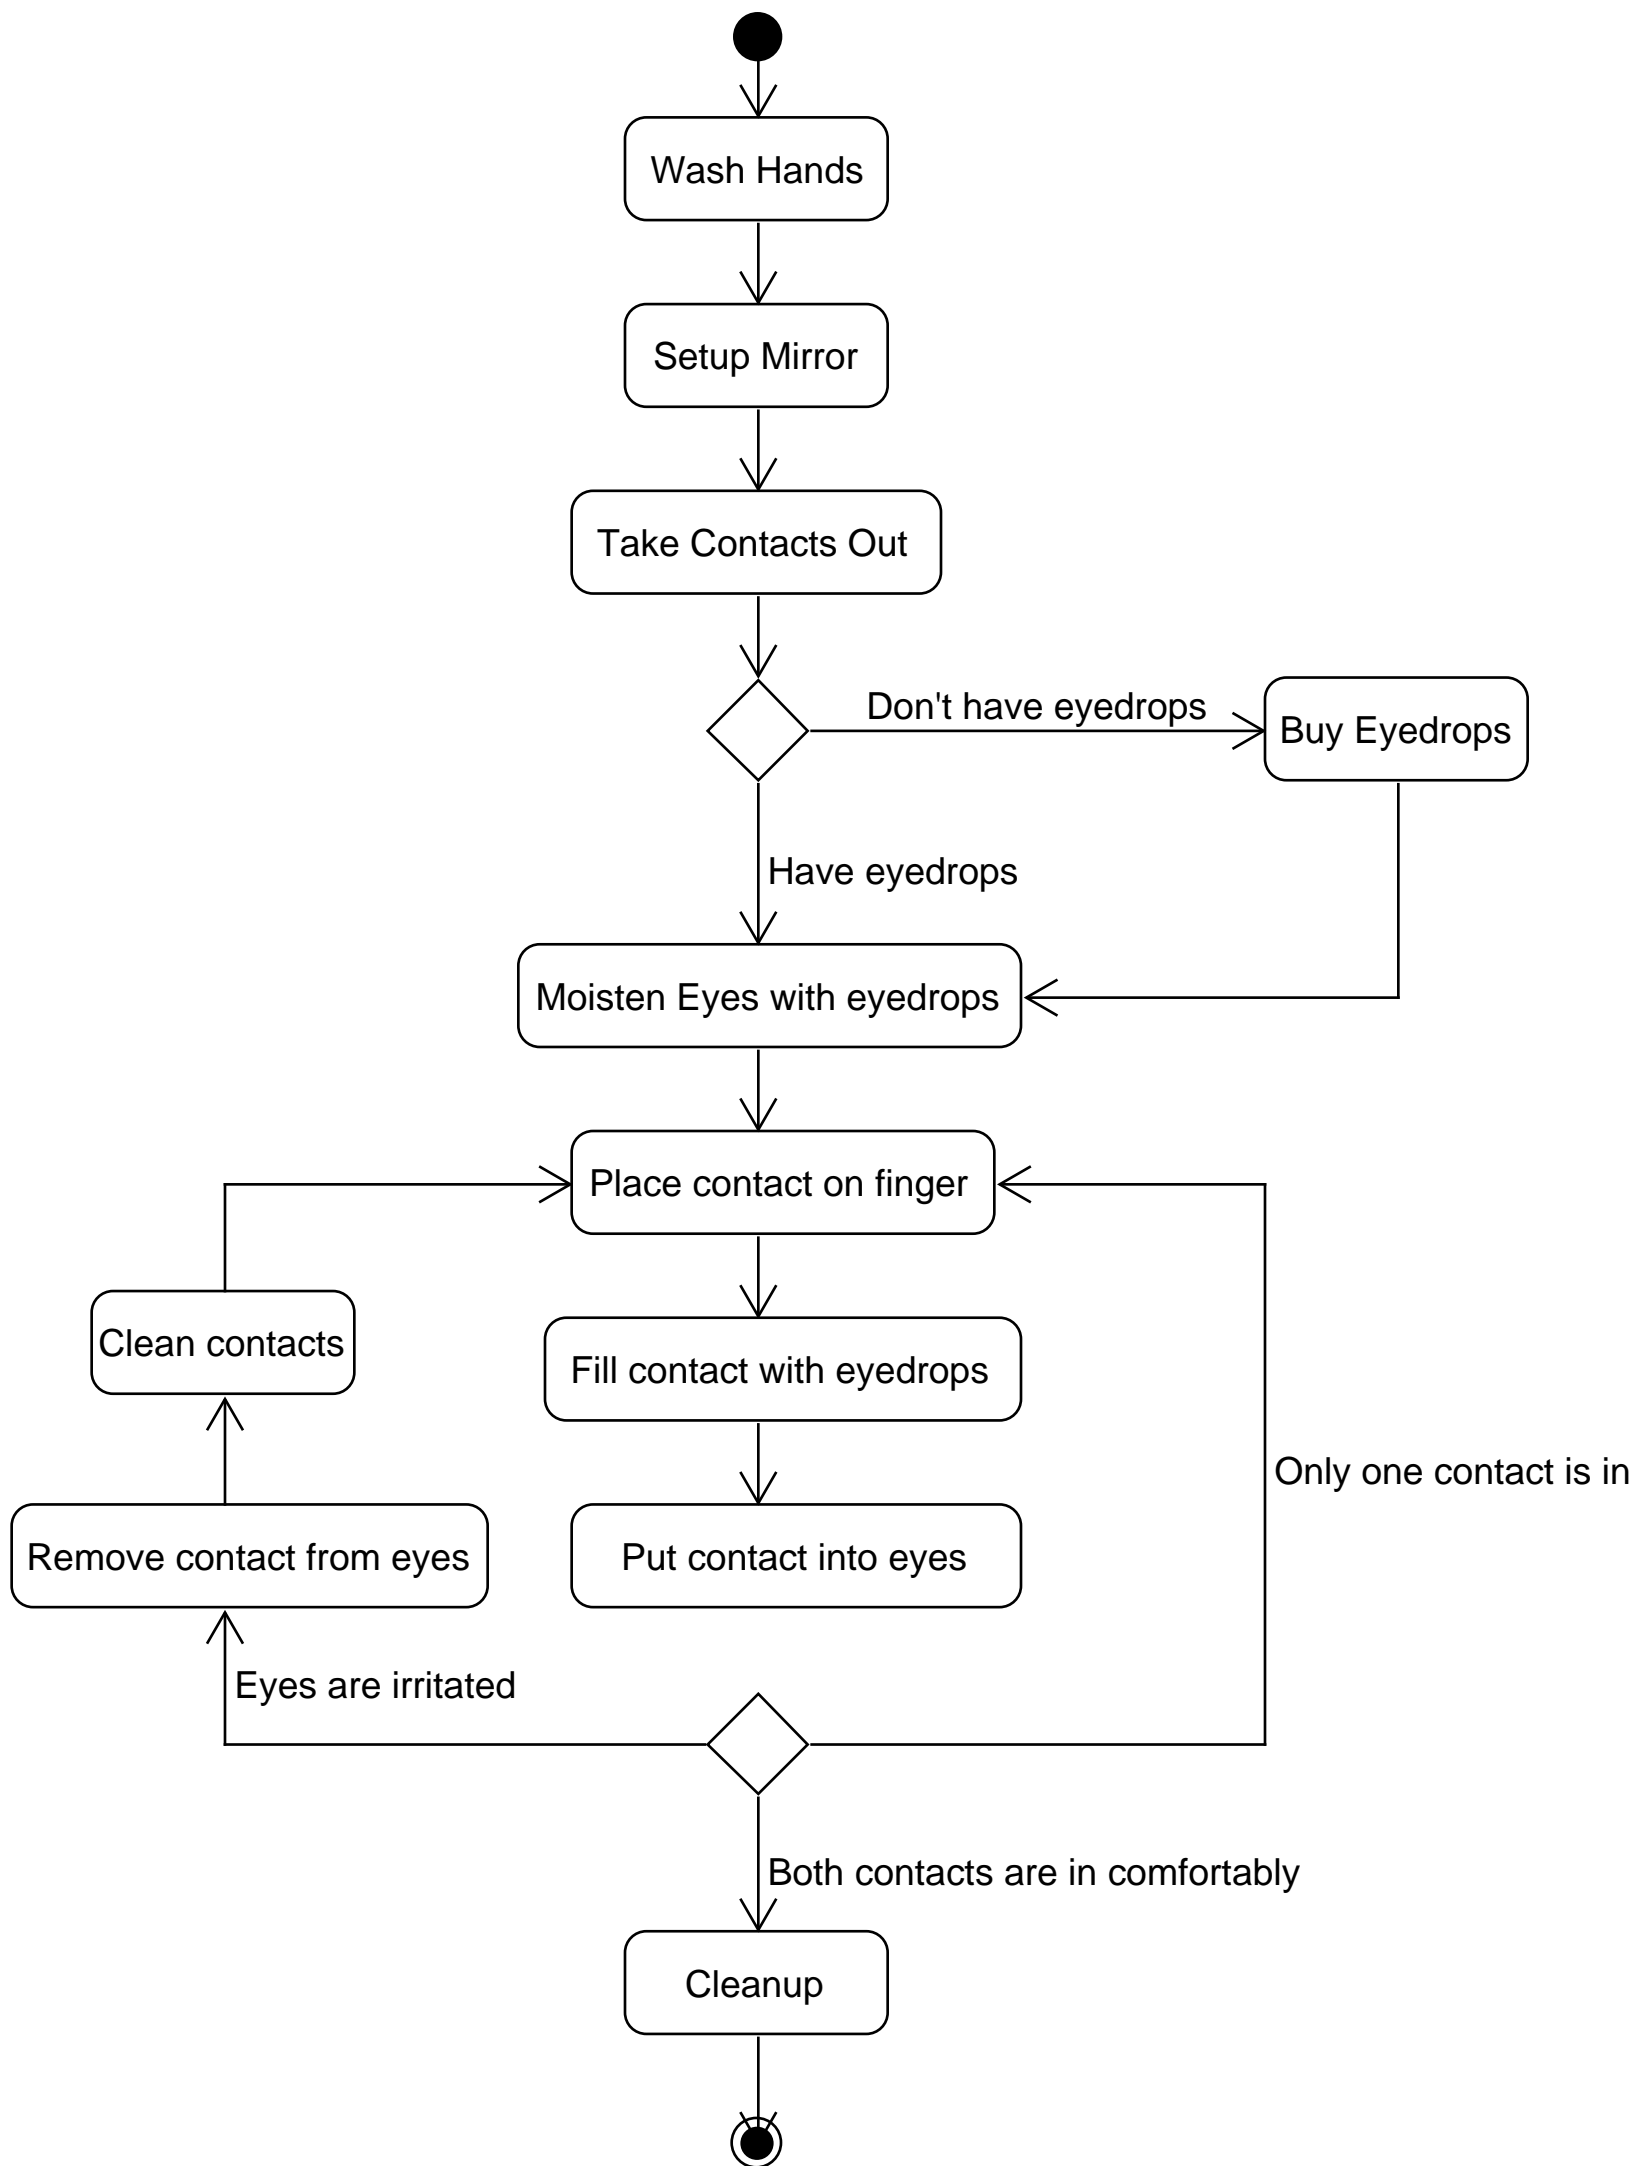 Wash Hands
Setup Mirror
Take Contacts Out
Don't have eyedrops
Buy Eyedrops
Have eyedrops
Moisten Eyes with eyedrops
Place contact on finger
Clean contacts
Fill contact with eyedrops
Only one contact is in
Remove contact from eyes
Put contact into eyes
Eyes are irritated
Both contacts are in comfortably
Cleanup